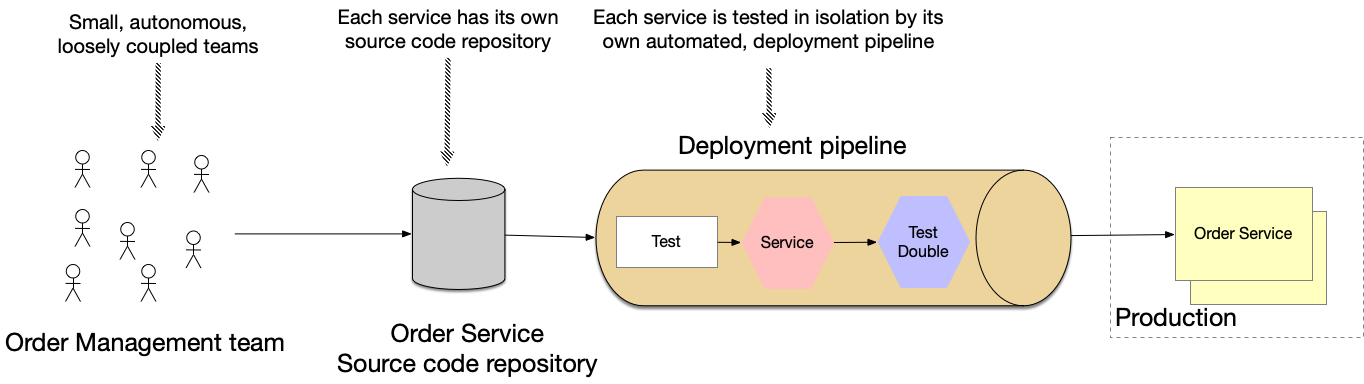 Small, autonomous,
loosely coupled teams
Each service has its own
source code repository
Each service is tested in isolation by its
own automated, deployment pipeline
Deployment pipeline
Test
Service
Test
Double
Order Service
Production
Order Management team
Order Service
Source code repository